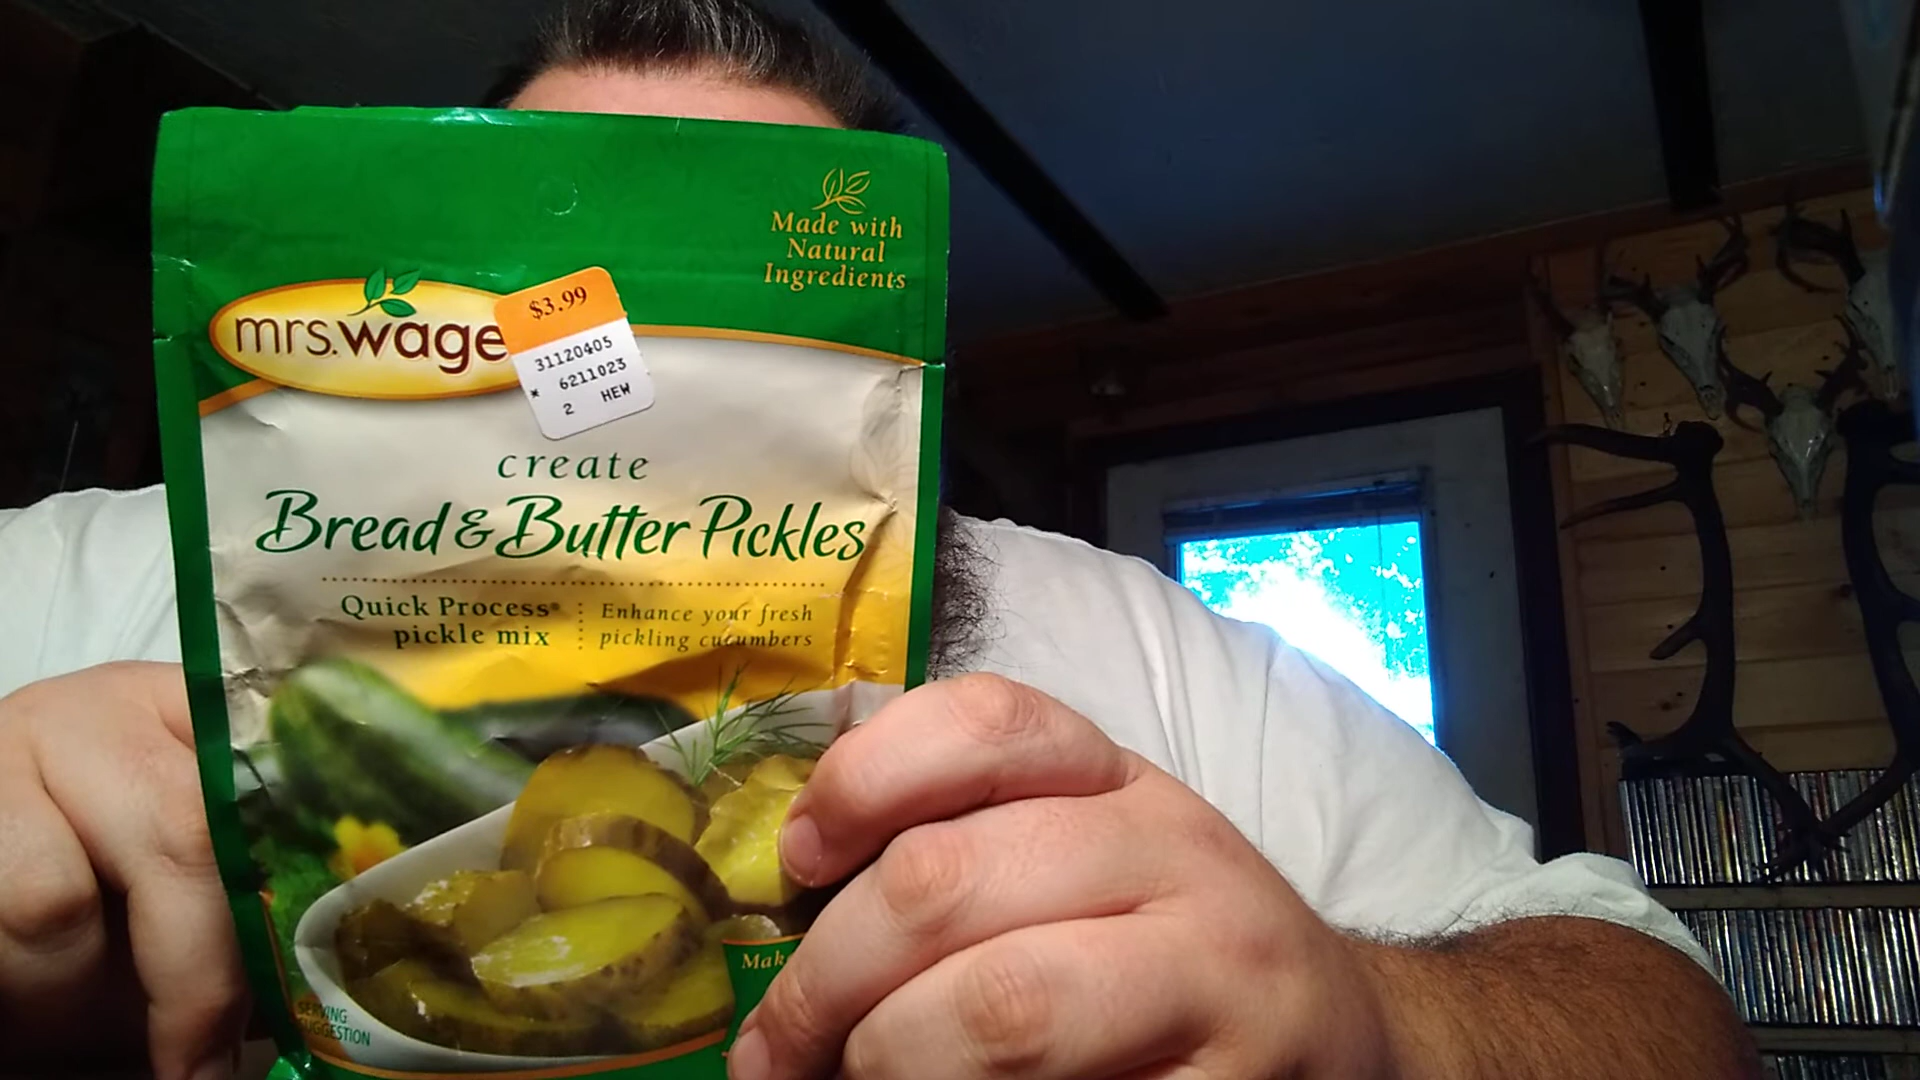 Made with
Natural
Ingredients
mrs.wage
$3.99
31120405
* 6211023
2 HEW
create
Bread & Butter Pickles
Quick Process®
pickle mix
Enhance your fresh
pickling cucumbers
SERVING
SUGGESTION